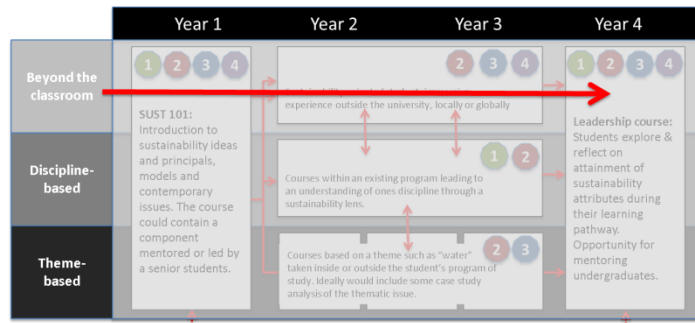 Year 1 Year 2 Year 3 Year 4
Beyond the
classroom
1 2 3 4
SUST 101:
Introduction to
sustainability ideas
and principals,
models and
contemporary
issues. The course
could contain a
component
mentored or led by
a senior students.
2 3 4
experience outside the university, locally or globally
1 2 3 4
Leadership course:
Students explore &
reflect on
attainment of
sustainability
attributes during
their learning
pathway.
Opportunity for
mentoring
undergraduates.
Discipline-
based
1 2
Courses within an existing program leading to
an understanding of ones discipline through a
sustainability lens.
Theme-
based
2 3
Courses based on a theme such as "water"
taken inside or outside the student's program of
study. Ideally would include some case study
analysis of the thematic issue.